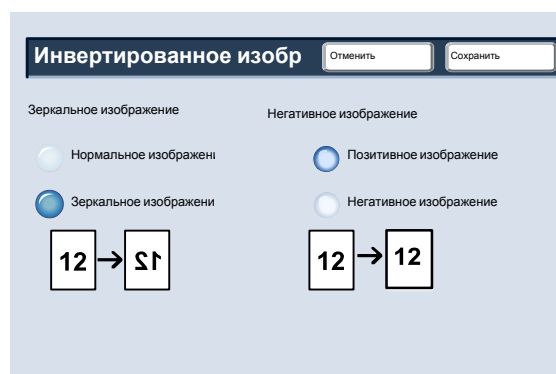 Инвертированное изобр
Отменить
Сохранить
Зеркальное изображение
Негативное изображение
Нормальное изображени
Позитивное изображение
Зеркальное изображени
Негативное изображение
12 → 12
12 → 12